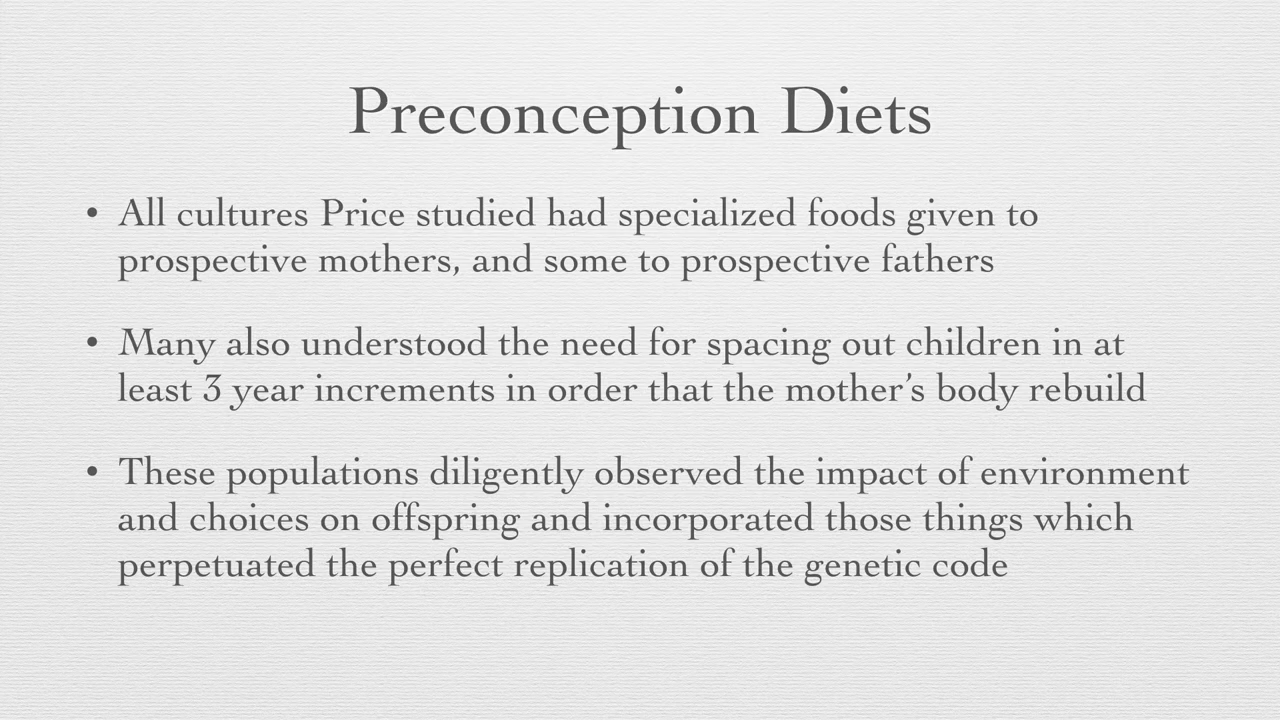 Preconception Diets
• All cultures Price studied had specialized foods given to
prospective mothers, and some to prospective fathers
• Many also understood the need for spacing out children in at
least 3 year increments in order that the mother’s body rebuild
• These populations diligently observed the impact of environment
and choices on offspring and incorporated those things which
perpetuated the perfect replication of the genetic code